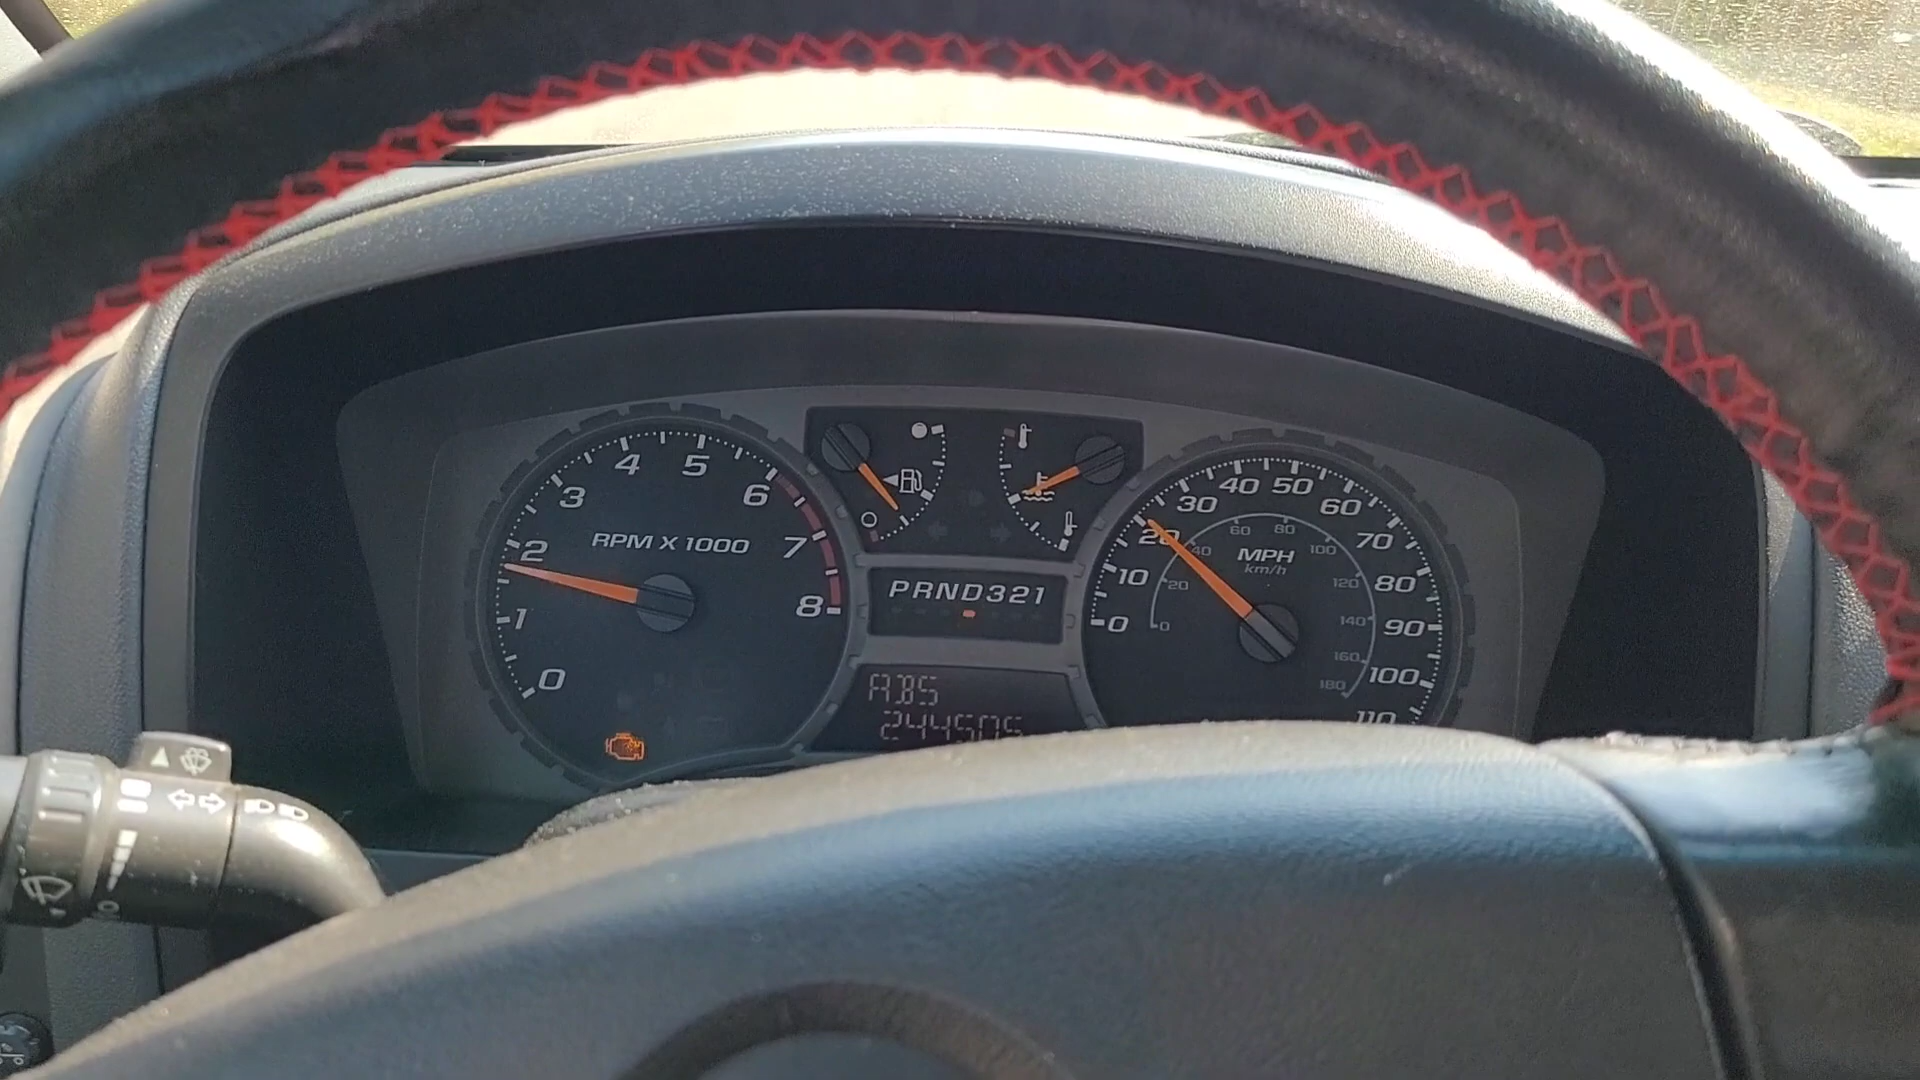 4 5
3 6
2 RPM X 1000 7
1 8
0
PRND321
ABS
244505
30 40 50 60
20 70
10 80
0 90
100
110
MPH
km/h
0 20 40 60 80 100 120 140 160 180